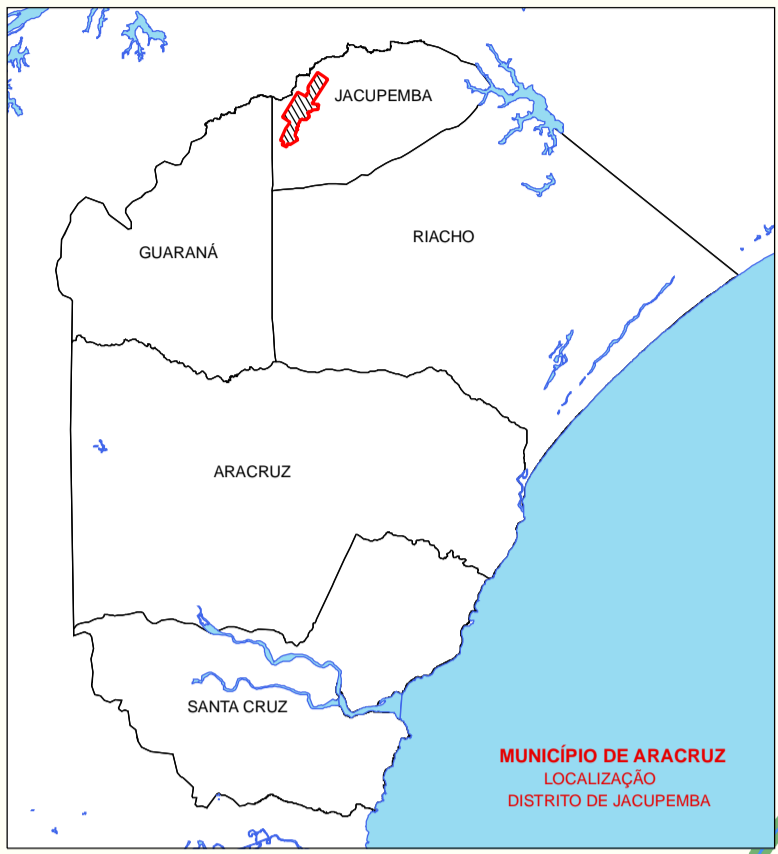 JACUPEMBA
RIACHO
GUARANÁ
ARACRUZ
SANTA CRUZ
MUNICÍPIO DE ARACRUZ
LOCALIZAÇÃO
DISTRITO DE JACUPEMBA